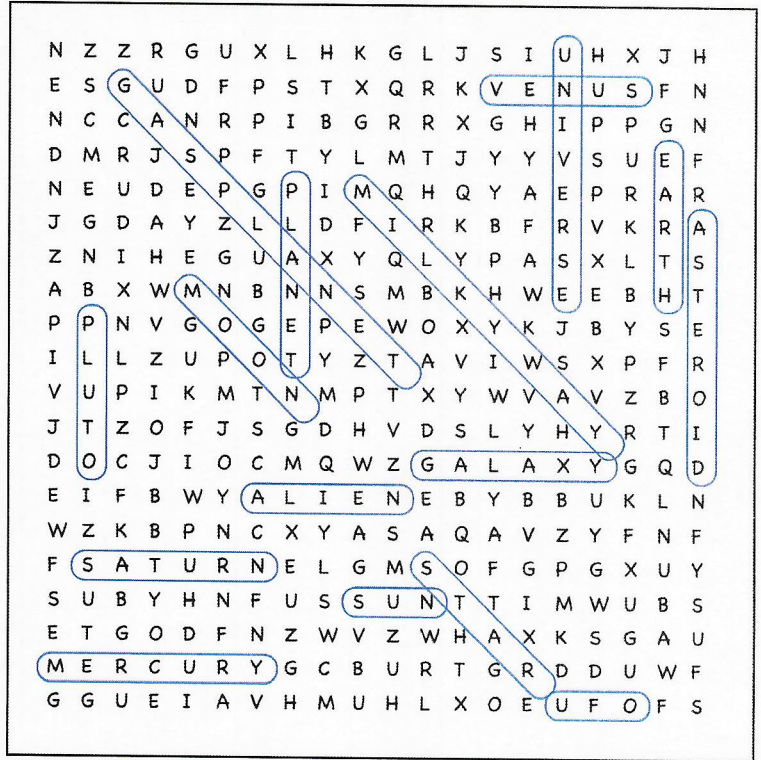 N Z Z R G U X L H K G L J S I U H X J H
E S G U D F P S T X Q R K V E N U S F N
N C C A N R P I B G R R X G H I P P G N
D M R J S P F T Y L M T J Y Y V S U E F
N E U D E P G P I M Q H Q Y A E P R A R
J G D A Y Z L L D F I R K B F R V K R A
Z N I H E G U A X Y Q L Y P A S X L T S
A B X W M N B N N S M B K H W E E B H T
P P N V G O G E P E W O X Y K J B Y S E
I L L Z U P O T Y Z T A V I W S X P F R
V U P I K M T N M P T X Y W V A V Z B O
J T Z O F J S G D H V D S L Y H Y R T I
D O C J I O C M Q W Z G A L A X Y G Q D
E I F B W Y A L I E N E B Y B B U K L N
W Z K B P N C X Y A S A Q A V Z Y F N F
F S A T U R N E L G M S O F G P G X U Y
S U B Y H N F U S S U N T T I M W U B S
E T G O D F N Z W V Z W H A X K S G A U
M E R C U R Y G C B U R T G R D D U W F
G G U E I A V H M U H L X O E U F O F S